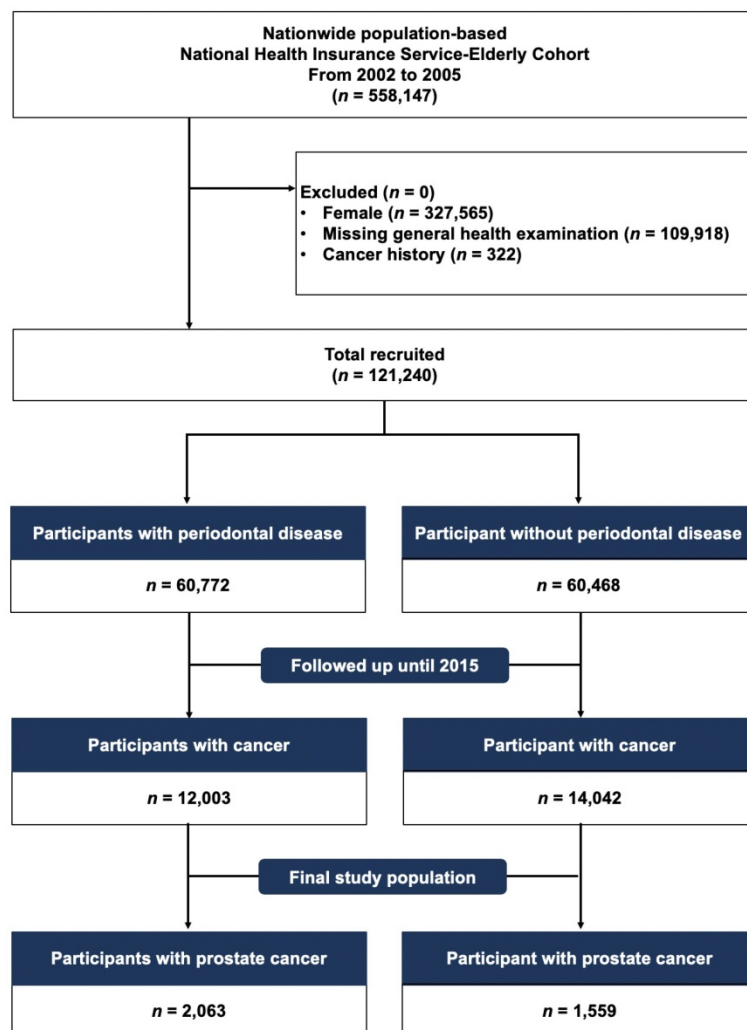 Nationwide population-based
National Health Insurance Service-Elderly Cohort
From 2002 to 2005
(n = 558,147)
Excluded (n = 0)
• Female (n = 327,565)
• Missing general health examination (n = 109,918)
• Cancer history (n = 322)
Total recruited
(n = 121,240)
Participants with periodontal disease
Participant without periodontal disease
n = 60,772
n = 60,468
Followed up until 2015
Participants with cancer
Participant with cancer
n = 12,003
n = 14,042
Final study population
Participants with prostate cancer
Participant with prostate cancer
n = 2,063
n = 1,559